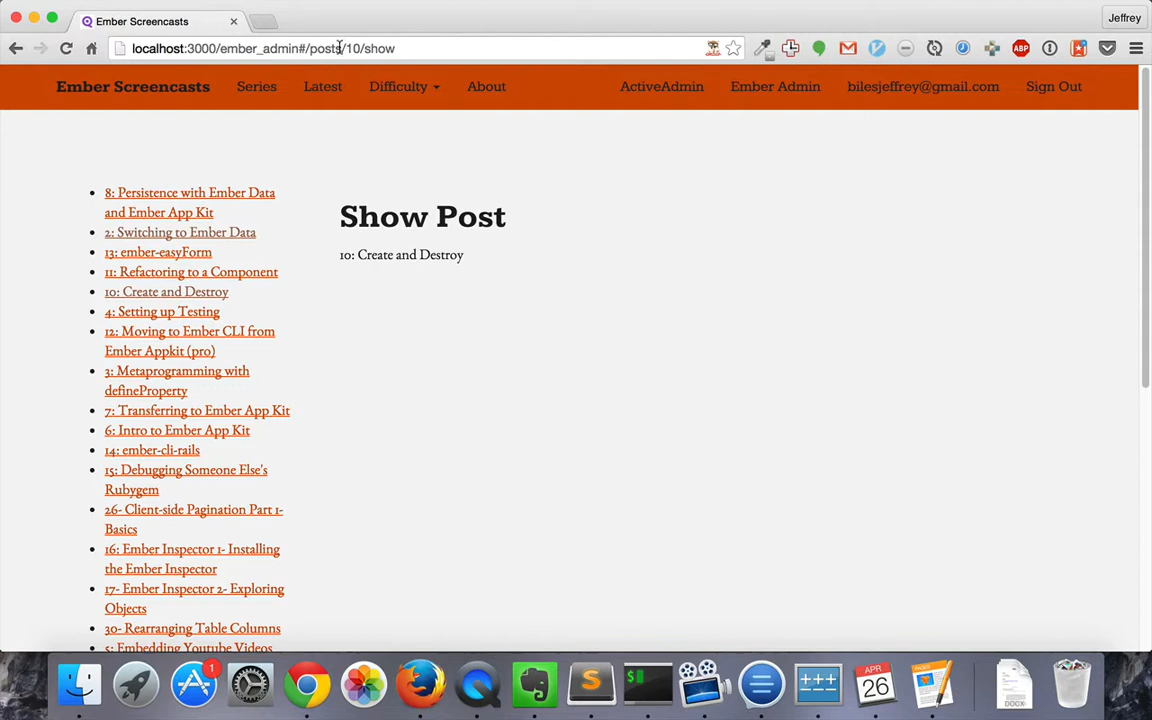 Ember Screencasts
Jeffrey
localhost:3000/ember_admin#/posts/10/show
ABP
Ember Screencasts Series Latest Difficulty About ActiveAdmin Ember Admin bilesjeffrey@gmail.com Sign Out
8: Persistence with Ember Data
and Ember App Kit
2: Switching to Ember Data
13: ember-easyForm
11: Refactoring to a Component
10: Create and Destroy
4: Setting up Testing
12: Moving to Ember CLI from
Ember Appkit (pro)
3: Metaprogramming with
defineProperty
7: Transferring to Ember App Kit
6: Intro to Ember App Kit
14: ember-cli-rails
15: Debugging Someone Else's
Rubygem
26- Client-side Pagination Part 1-
Basics
16: Ember Inspector 1- Installing
the Ember Inspector
17- Ember Inspector 2- Exploring
Objects
30- Rearranging Table Columns
5: Embedding Youtube Videos
Show Post
10: Create and Destroy
1
APR
26
DOCX